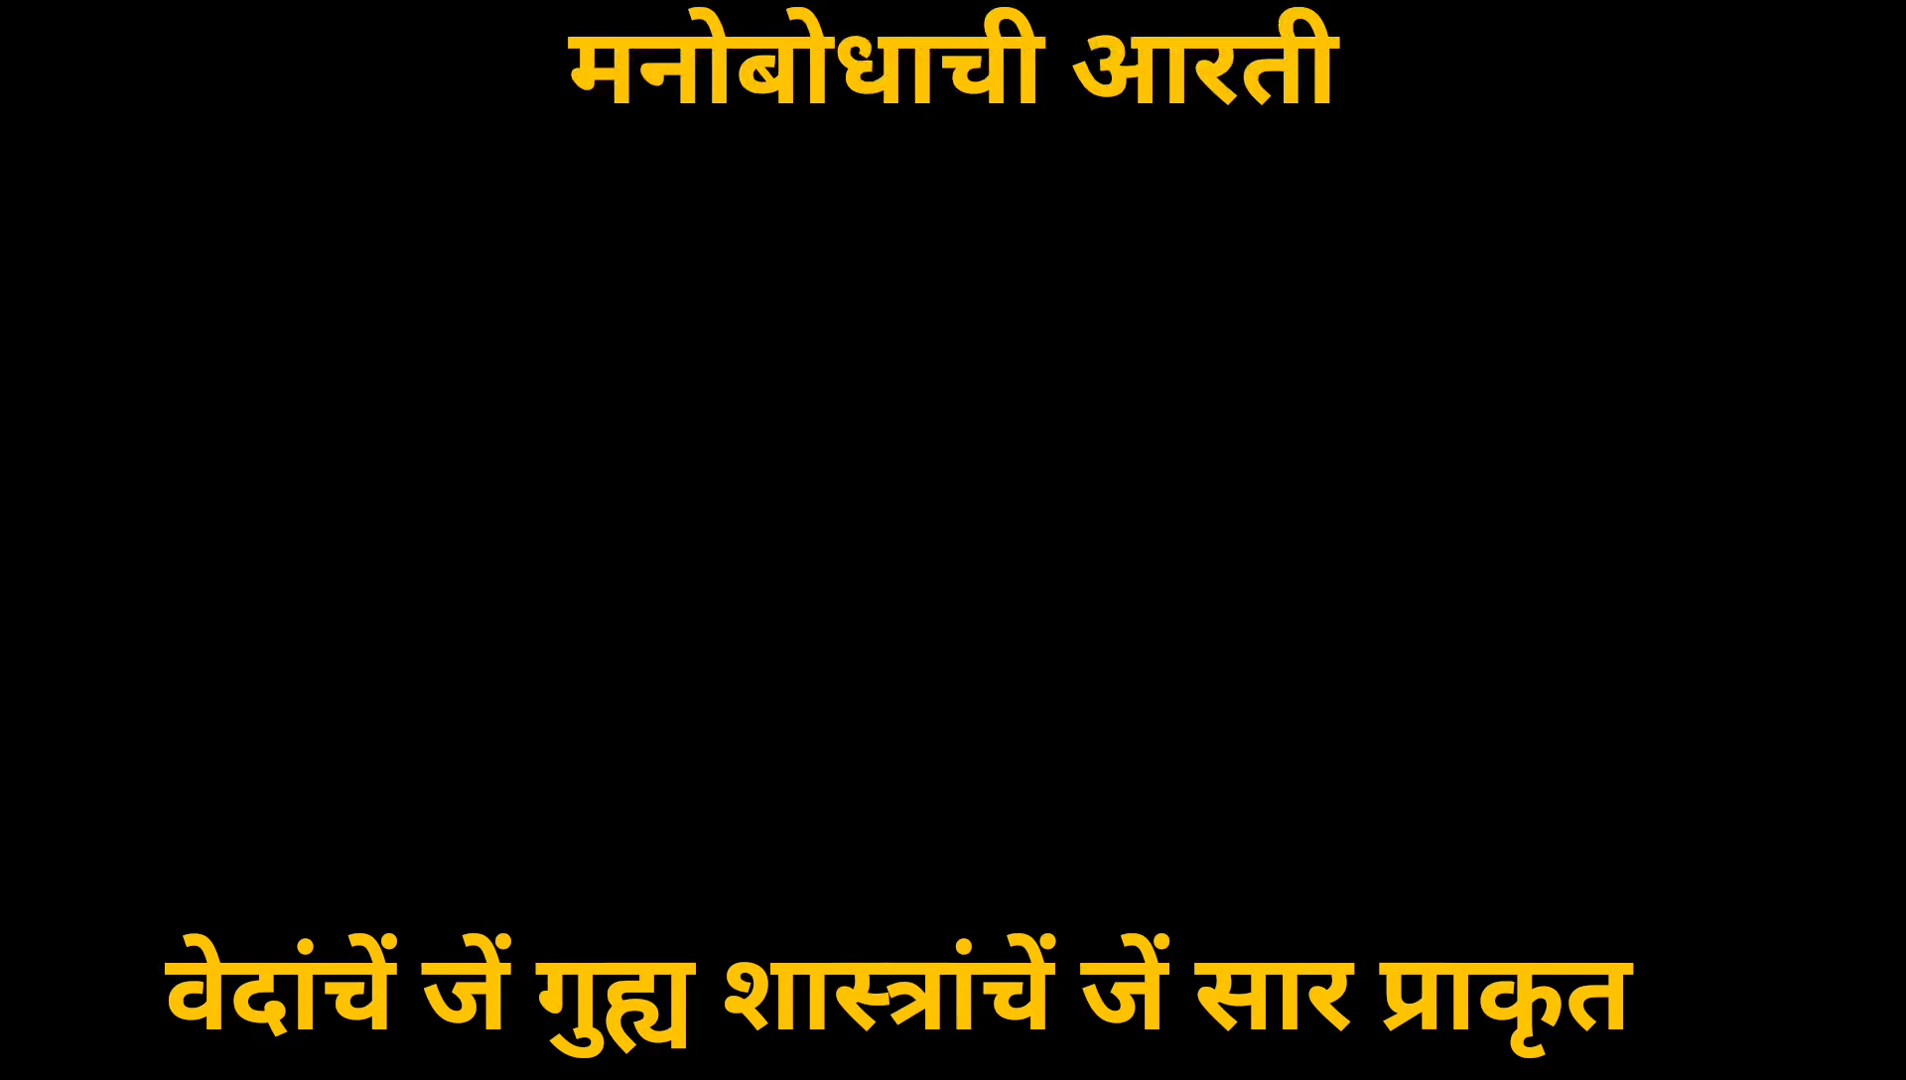 मनोबोधाची आरती
वेदांचें जें गुह्य शास्त्रांचें जें सार प्राकृत